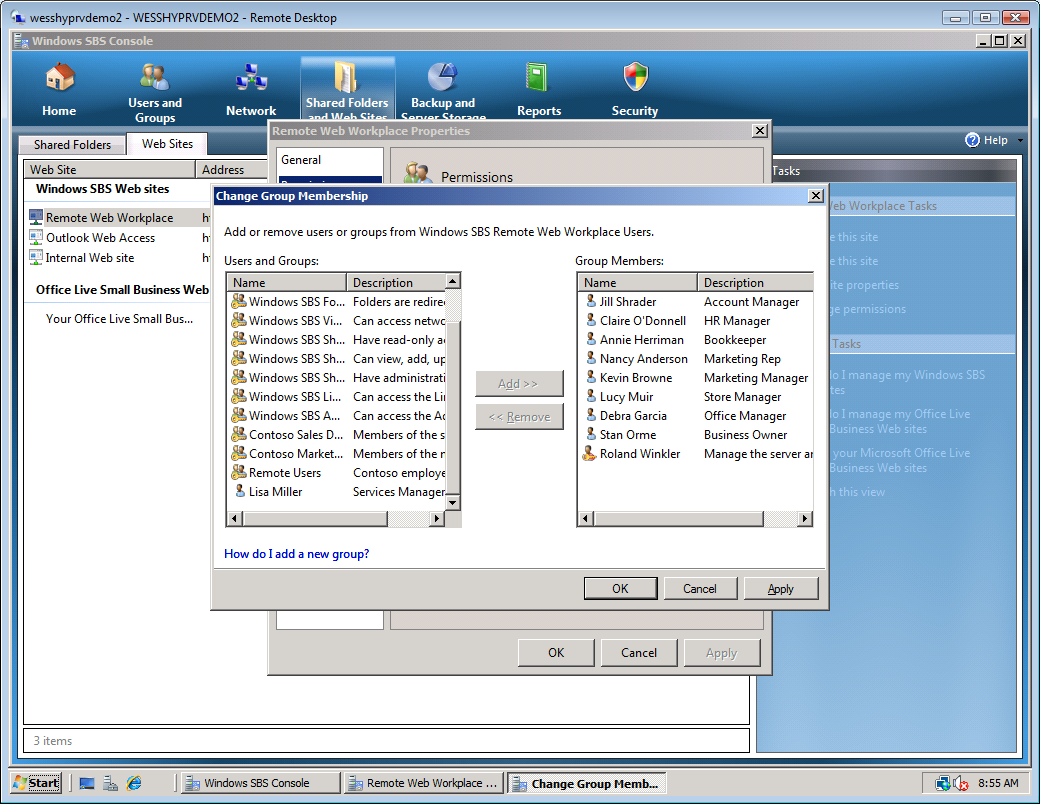 wesshyprvdemo2 - WESSHYPRVDEMO2 - Remote Desktop
Windows SBS Console
Home
Users and Groups
Network
Shared Folders and Web Sites
Backup and Server Storage
Reports
Security
Remote Web Workplace Properties
Shared Folders
Web Sites
Help
General
Permissions
Web Site
Address
Tasks
Windows SBS Web sites
Change Group Membership
Web Workplace Tasks
Remote Web Workplace
Outlook Web Access
Internal Web site
Office Live Small Business Web
Your Office Live Small Bus...
Add or remove users or groups from Windows SBS Remote Web Workplace Users.
Users and Groups:
Name Description
Windows SBS Fo... Folders are redire
Windows SBS Vi... Can access netwo
Windows SBS Sh... Have read-only a
Windows SBS Sh... Can view, add, up
Windows SBS Sh... Have administrati
Windows SBS Li... Can access the Li
Windows SBS A... Can access the A
Contoso Sales D... Members of the s
Contoso Market... Members of the
Remote Users Contoso employe
Lisa Miller Services Manager
Add >>
<< Remove
Group Members:
Name Description
Jill Shrader Account Manager
Claire O'Donnell HR Manager
Annie Herriman Bookkeeper
Nancy Anderson Marketing Rep
Kevin Browne Marketing Manager
Lucy Muir Store Manager
Debra Garcia Office Manager
Stan Orme Business Owner
Roland Winkler Manage the server
How do I add a new group?
OK Cancel Apply
OK Cancel Apply
e this site
e this site
ite properties
ge permissions
Tasks
o I manage my Windows SBS
tes
o I manage my Office Live
Business Web sites
your Microsoft Office Live
Business Web sites
h this view
3 items
Start
Windows SBS Console
Remote Web Workplace ...
Change Group Memb...
8:55 AM